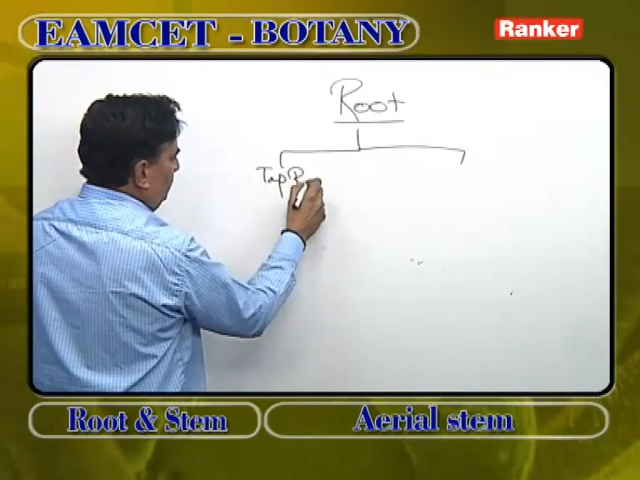 EAMCET - BOTANY
Ranker
Root
Tap R
Root & Stem
Aerial stem